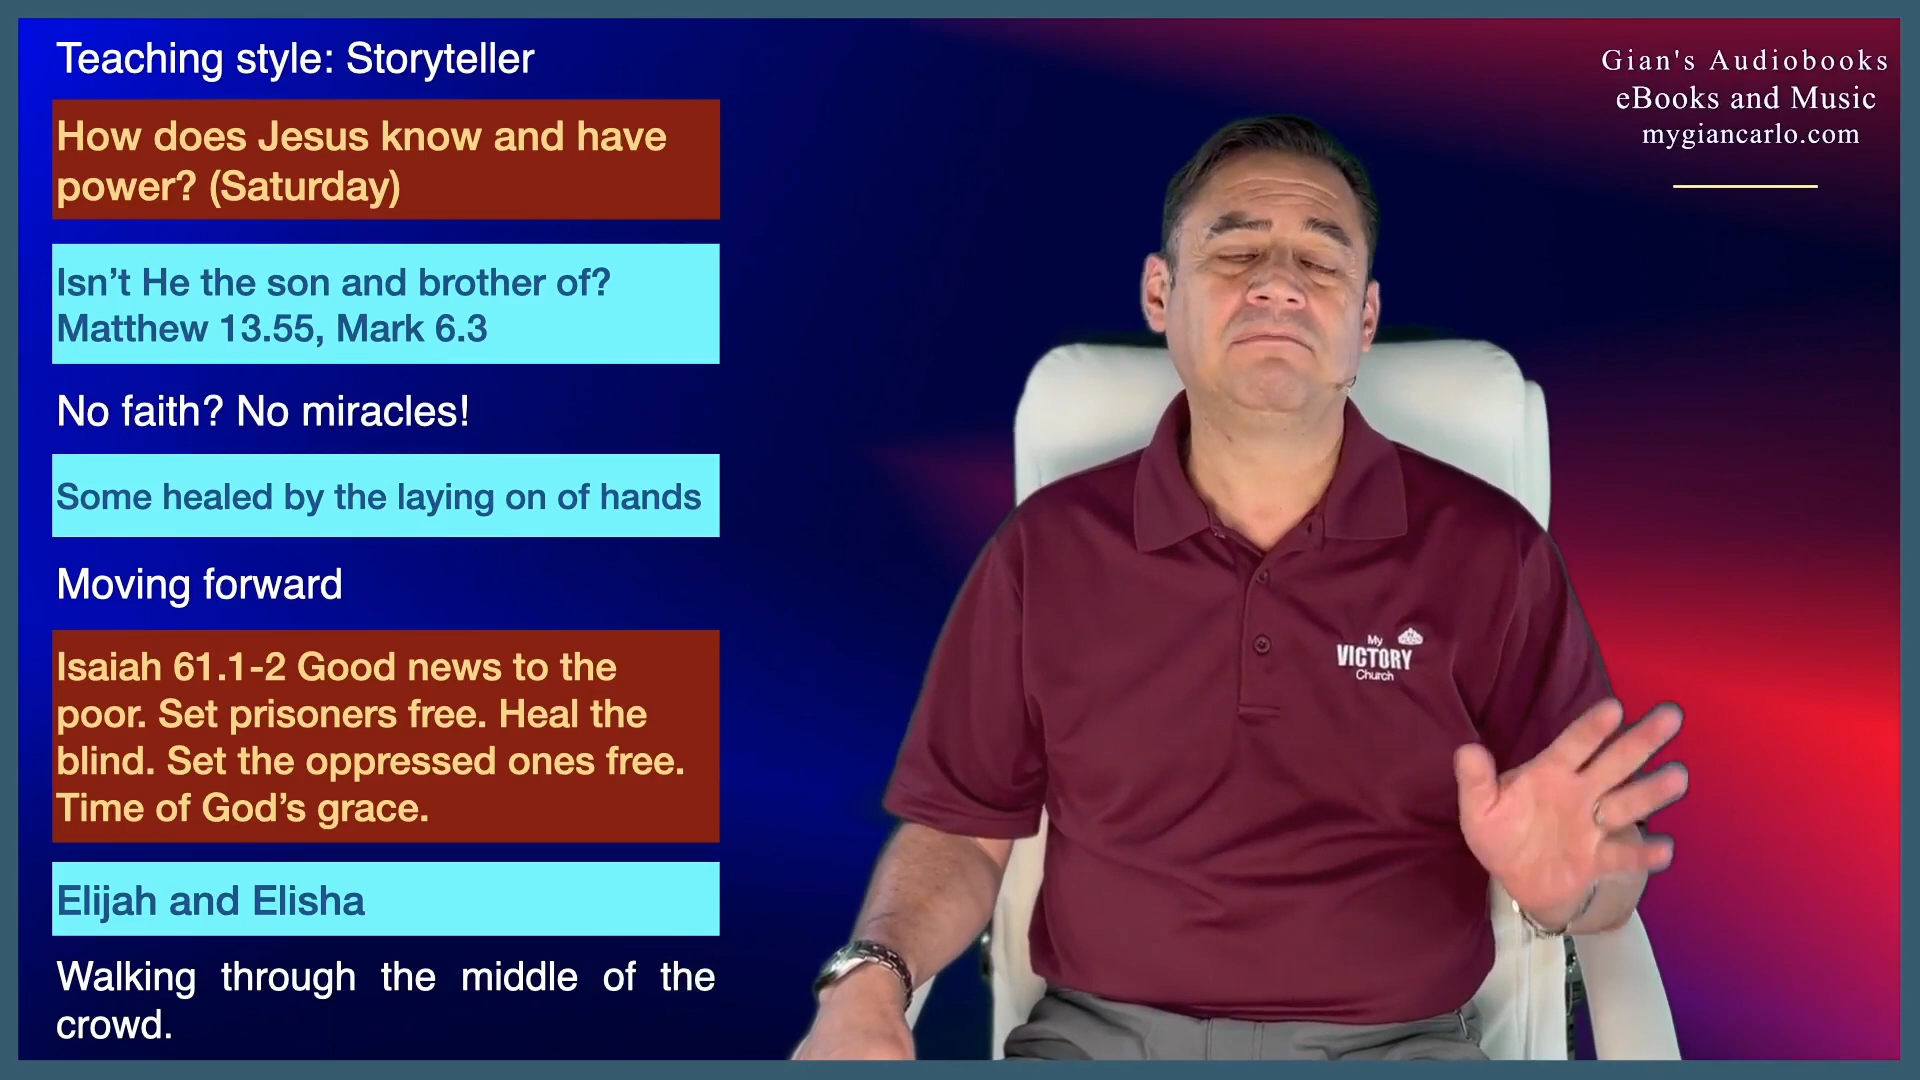 Teaching style: Storyteller
How does Jesus know and have
power? (Saturday)
Isn’t He the son and brother of?
Matthew 13.55, Mark 6.3
No faith? No miracles!
Some healed by the laying on of hands
Moving forward
Isaiah 61.1-2 Good news to the
poor. Set prisoners free. Heal the
blind. Set the oppressed ones free.
Time of God’s grace.
Elijah and Elisha
Walking through the middle of the
crowd.
Gian's Audiobooks
eBooks and Music
mygiancarlo.com
My
VICTORY
Church